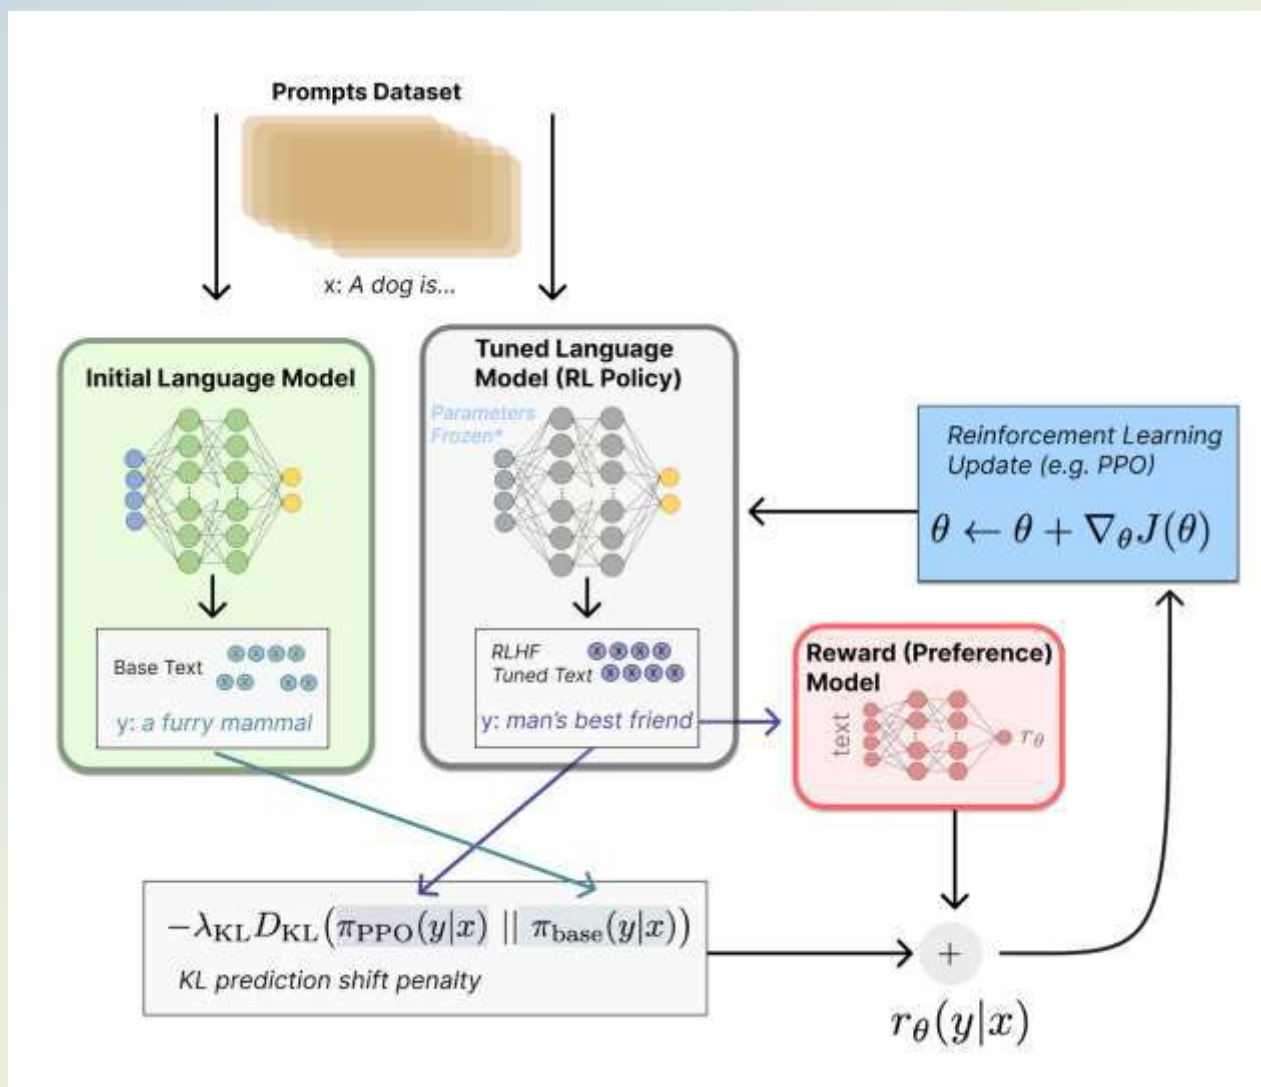 Prompts Dataset
x: A dog is...
Initial Language Model
Base Text
y: a furry mammal
Tuned Language
Model (RL Policy)
Parameters
Frozen*
RLHF
Tuned Text
y: man's best friend
Reinforcement Learning
Update (e.g. PPO)
θ ← θ + ∇θJ(θ)
Reward (Preference)
Model
text
rθ
−λKL DKL(πPPO(y|x) || πbase(y|x))
KL prediction shift penalty
+
rθ(y|x)